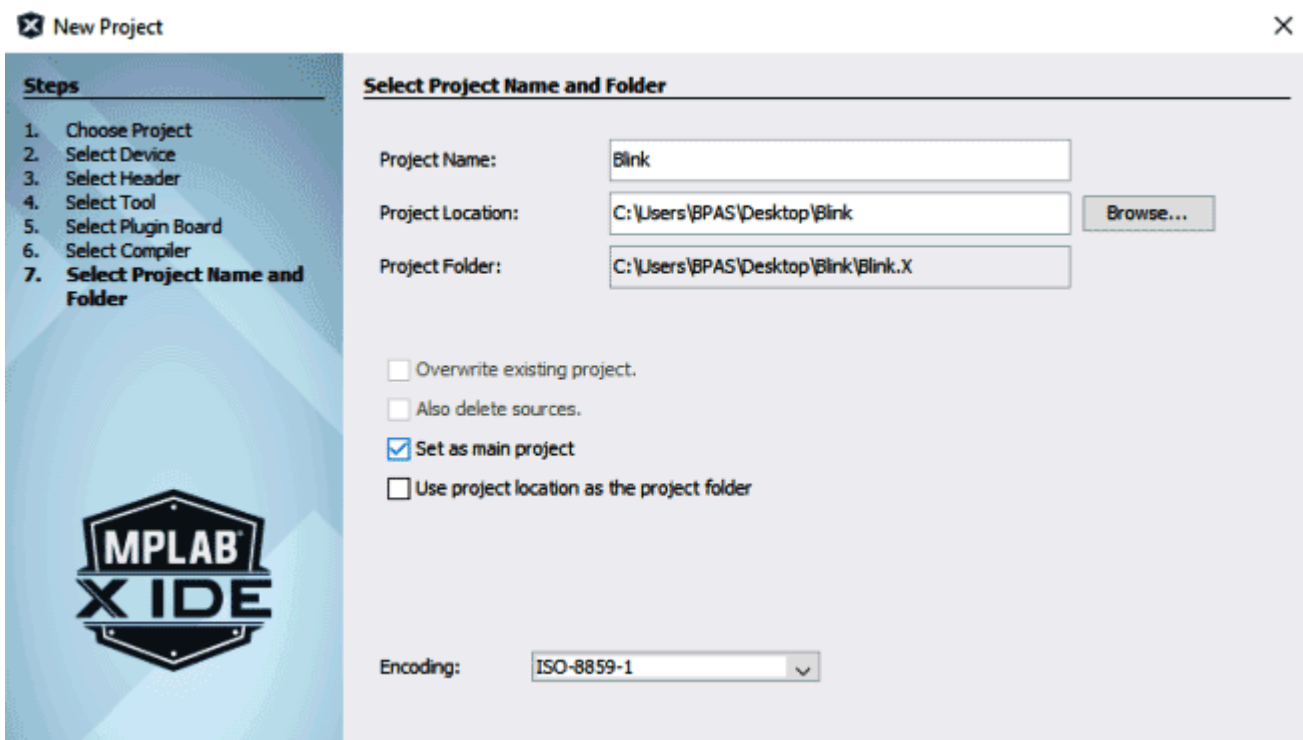 New Project
Steps
1. Choose Project
2. Select Device
3. Select Header
4. Select Tool
5. Select Plugin Board
6. Select Compiler
7. Select Project Name and
Folder
MPLAB
X IDE
Select Project Name and Folder
Project Name: Blink
Project Location: C:\Users\BPAS\Desktop\Blink Browse...
Project Folder: C:\Users\BPAS\Desktop\Blink\Blink.X
Overwrite existing project.
Also delete sources.
Set as main project
Use project location as the project folder
Encoding: ISO-8859-1